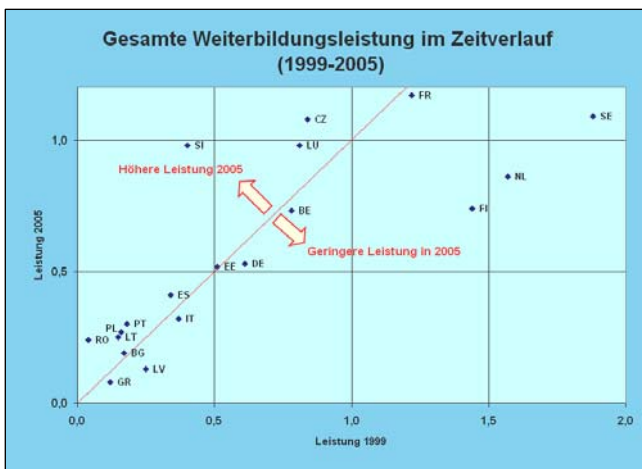 Gesamte Weiterbildungsleistung im Zeitverlauf
(1999-2005)
Leistung 2005
1,0
0,5
0,0
FR
CZ
SE
SI
LU
Höhere Leistung 2005
NL
BE
FI
Geringere Leistung in 2005
EE
DE
ES
PL
PT
IT
RO
LT
BG
LV
GR
0,0
0,5
1,0
1,5
2,0
Leistung 1999